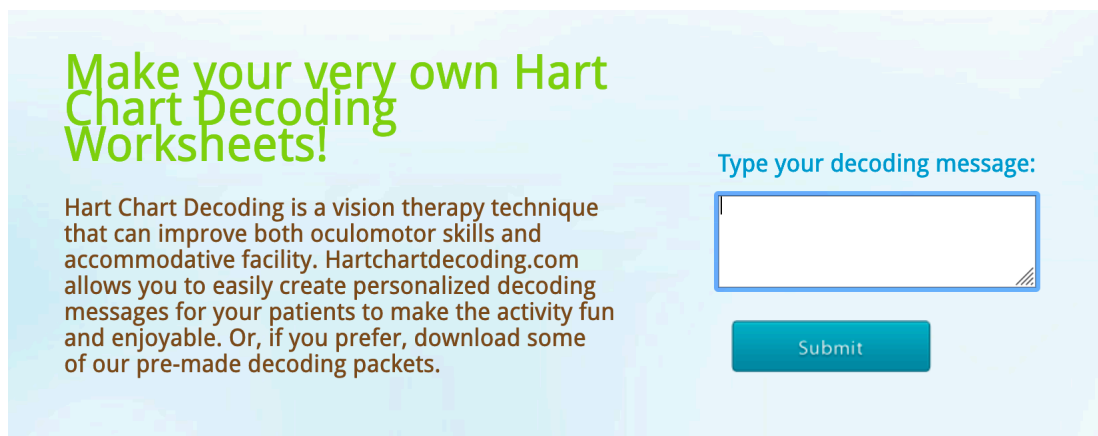 Make your very own Hart
Chart Decoding
Worksheets!
Hart Chart Decoding is a vision therapy technique
that can improve both oculomotor skills and
accommodative facility. Hartchartdecoding.com
allows you to easily create personalized decoding
messages for your patients to make the activity fun
and enjoyable. Or, if you prefer, download some
of our pre-made decoding packets.
Type your decoding message:
Submit